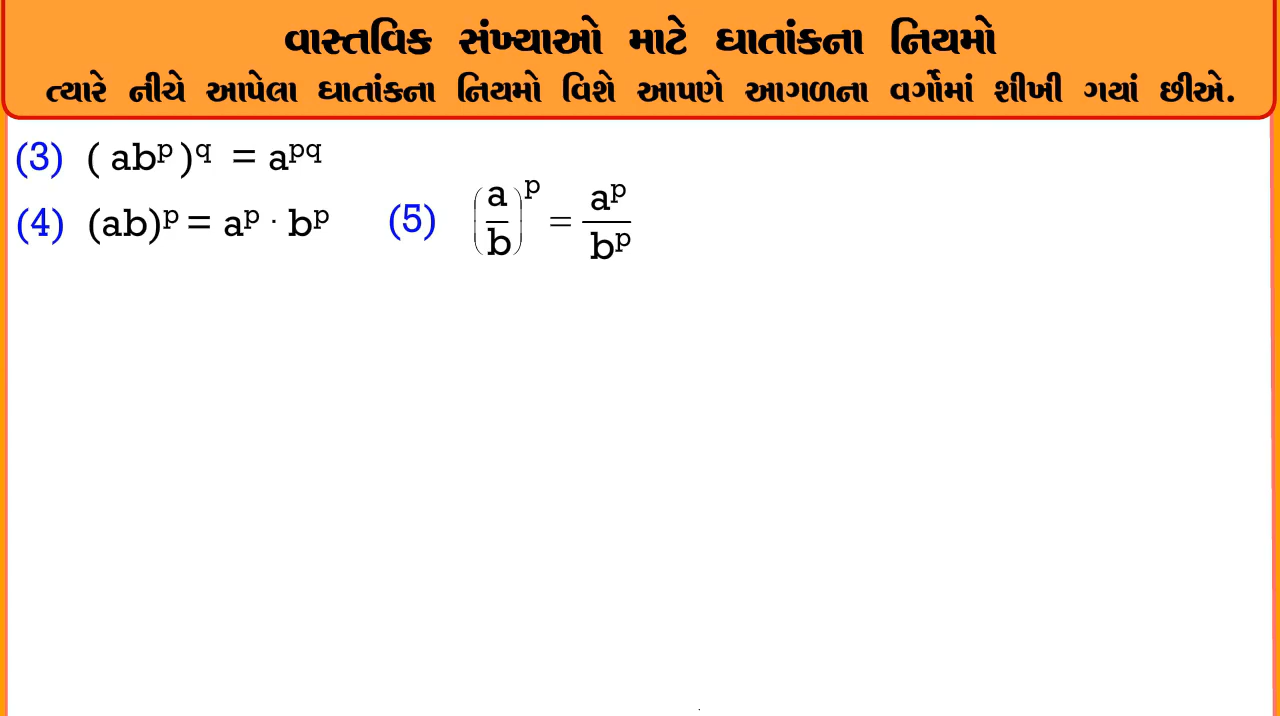 વાસ્તવિક સંખ્યાઓ માટે ઘાતાંકના નિયમો
ત્યારે નીચે આપેલા ઘાતાંકના નિયમો વિશે આપણે આગળના વર્ગોમાં શીખી ગયાં છીએ.
(3) ( abᵖ )^q = a^pq
(4) (ab)ᵖ = aᵖ · bᵖ (5) (a/b)ᵖ = aᵖ/bᵖ